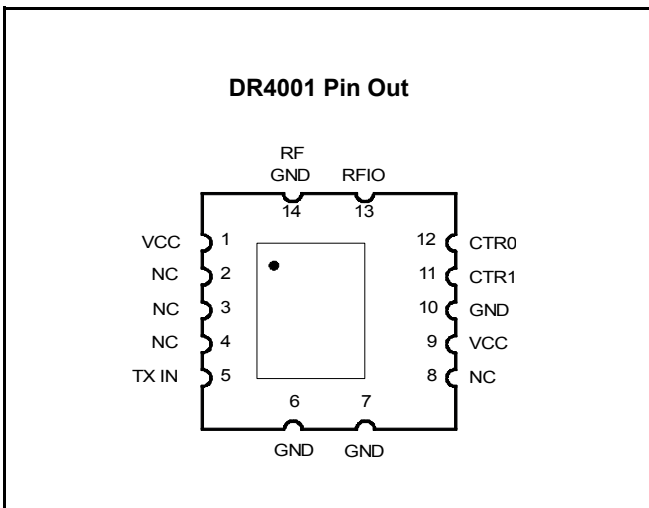 DR4001 Pin Out
RF
GND RFIO
14 13
VCC 1 12 CTR0
NC 2 11 CTR1
NC 3 10 GND
NC 4 9 VCC
TX IN 5 8 NC
6 7
GND GND